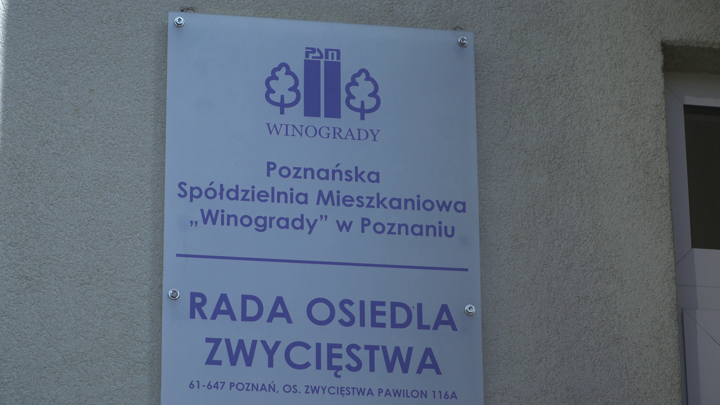 PSM
WINOGRADY
Poznańska
Spółdzielnia Mieszkaniowa
„Winogrady” w Poznaniu
RADA OSIEDLA
ZWYCIĘSTWA
61-647 POZNAŃ, OS. ZWYCIĘSTWA PAWILON 116A